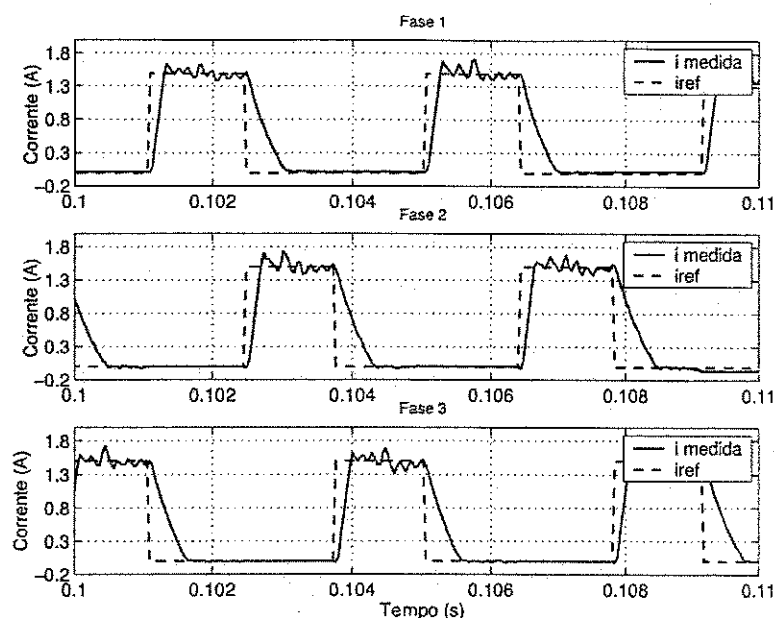 Fase 1
Corrente (A)
1.8
1.3
0.8
0.3
−0.2
i medida
iref
0.1
0.102
0.104
0.106
0.108
0.11
Fase 2
Corrente (A)
1.8
1.3
0.8
0.3
−0.2
i medida
iref
0.1
0.102
0.104
0.106
0.108
0.11
Fase 3
Corrente (A)
1.8
1.3
0.8
0.3
−0.2
i medida
iref
0.1
0.102
0.104
0.106
0.108
0.11
Tempo (s)